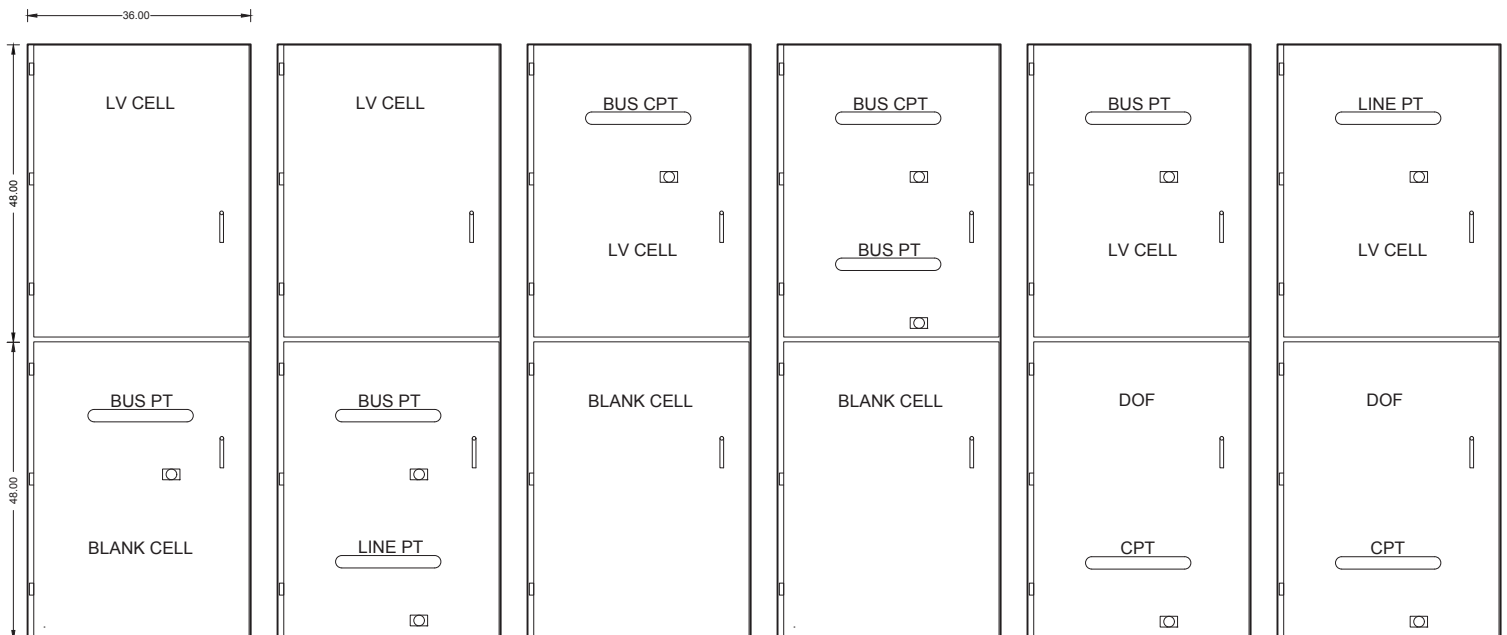 36.00
48.00
LV CELL
LV CELL
BUS CPT
BUS CPT
BUS PT
LINE PT
LV CELL
BUS PT
LV CELL
LV CELL
48.00
BUS PT
BUS PT
BLANK CELL
BLANK CELL
DOF
DOF
BLANK CELL
LINE PT
CPT
CPT